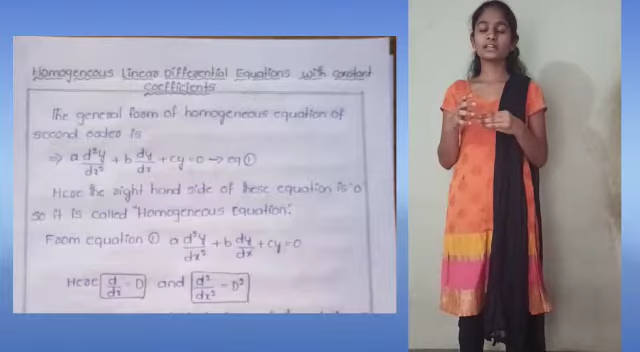 Homogeneous Linear Differential Equations with constant
Coefficients
The general form of homogeneous equation of
second order is
⇒ a d²y/dx² + b dy/dx + cy = 0 → eq ①
Here the right hand side of these equation is '0'
so it is called "Homogeneous Equation".
From equation ① a d²y/dx² + b dy/dx + cy = 0
Here d/dx = D and d²/dx² = D²